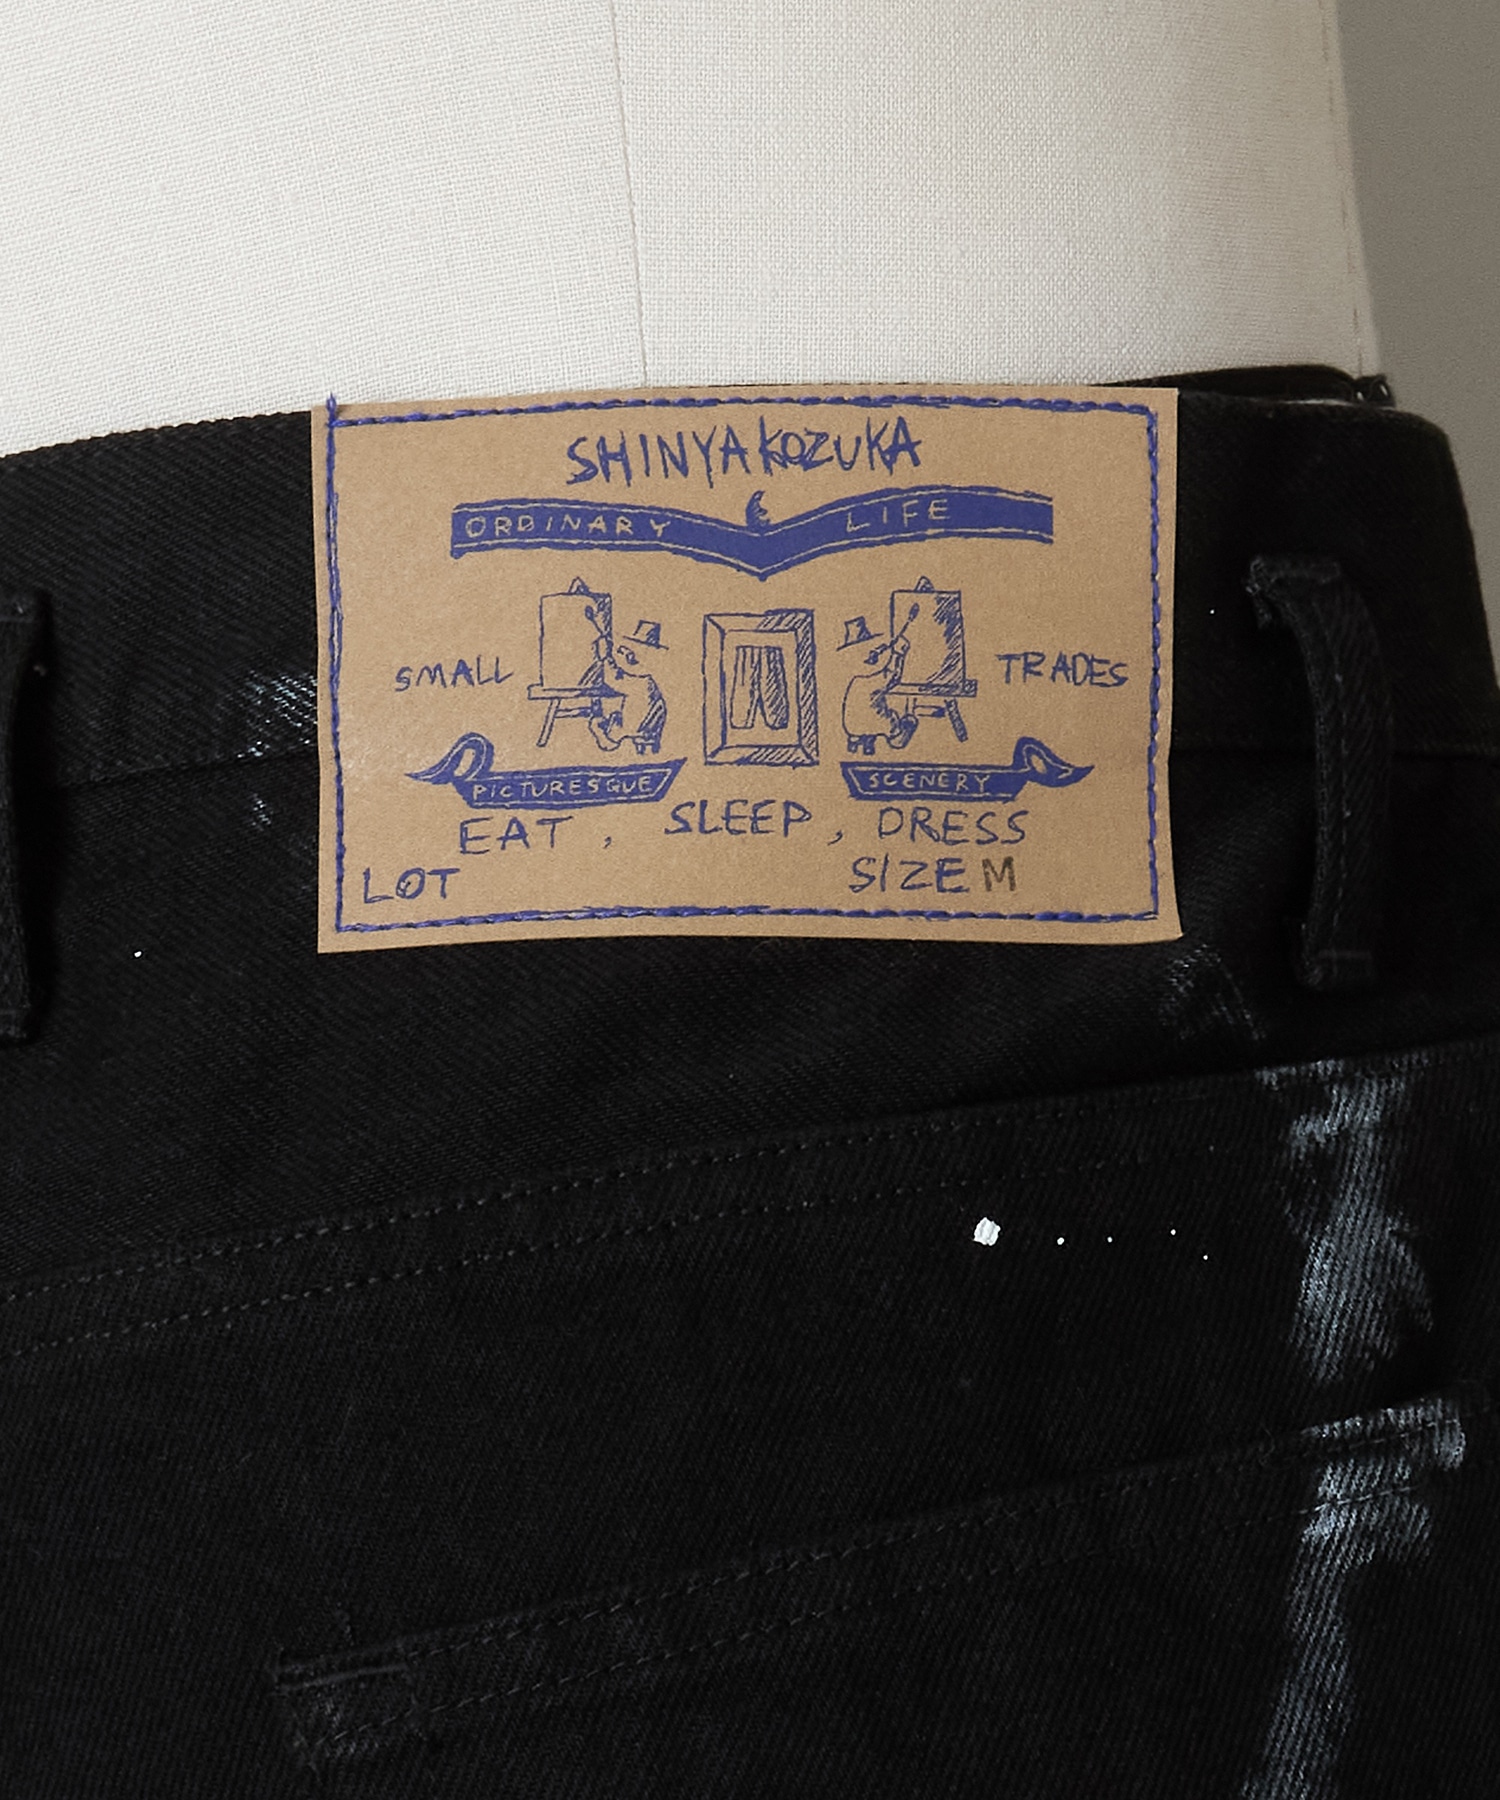 SHINYAKOZUKA
ORDINARY LIFE
SMALL TRADES
PICTURESQUE SCENERY
EAT, SLEEP, DRESS
LOT SIZE M